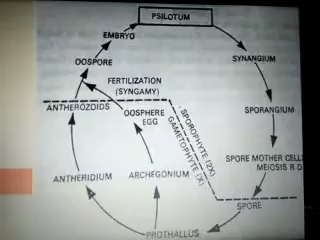 PSILOTUM
EMBRYO
SYNANGIUM
OOSPORE
FERTILIZATION
(SYNGAMY)
ANTHEROZOIDS
OOSPHERE
EGG
SPOROPHYTE (2X)
GAMETOPHYTE (X)
SPORANGIUM
SPORE MOTHER CELL
MEIOSIS R D
ANTHERIDIUM
ARCHEGONIUM
SPORE
PROTHALLUS